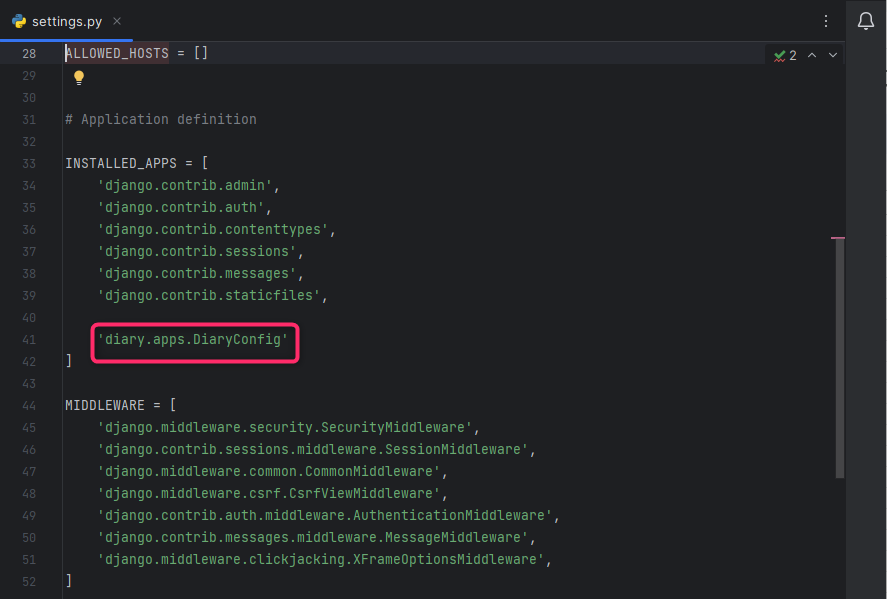 settings.py
2
28 ALLOWED_HOSTS = []
29
30
31 # Application definition
32
33 INSTALLED_APPS = [
34     'django.contrib.admin',
35     'django.contrib.auth',
36     'django.contrib.contenttypes',
37     'django.contrib.sessions',
38     'django.contrib.messages',
39     'django.contrib.staticfiles',
40
41     'diary.apps.DiaryConfig'
42 ]
43
44 MIDDLEWARE = [
45     'django.middleware.security.SecurityMiddleware',
46     'django.contrib.sessions.middleware.SessionMiddleware',
47     'django.middleware.common.CommonMiddleware',
48     'django.middleware.csrf.CsrfViewMiddleware',
49     'django.contrib.auth.middleware.AuthenticationMiddleware',
50     'django.contrib.messages.middleware.MessageMiddleware',
51     'django.middleware.clickjacking.XFrameOptionsMiddleware',
52 ]